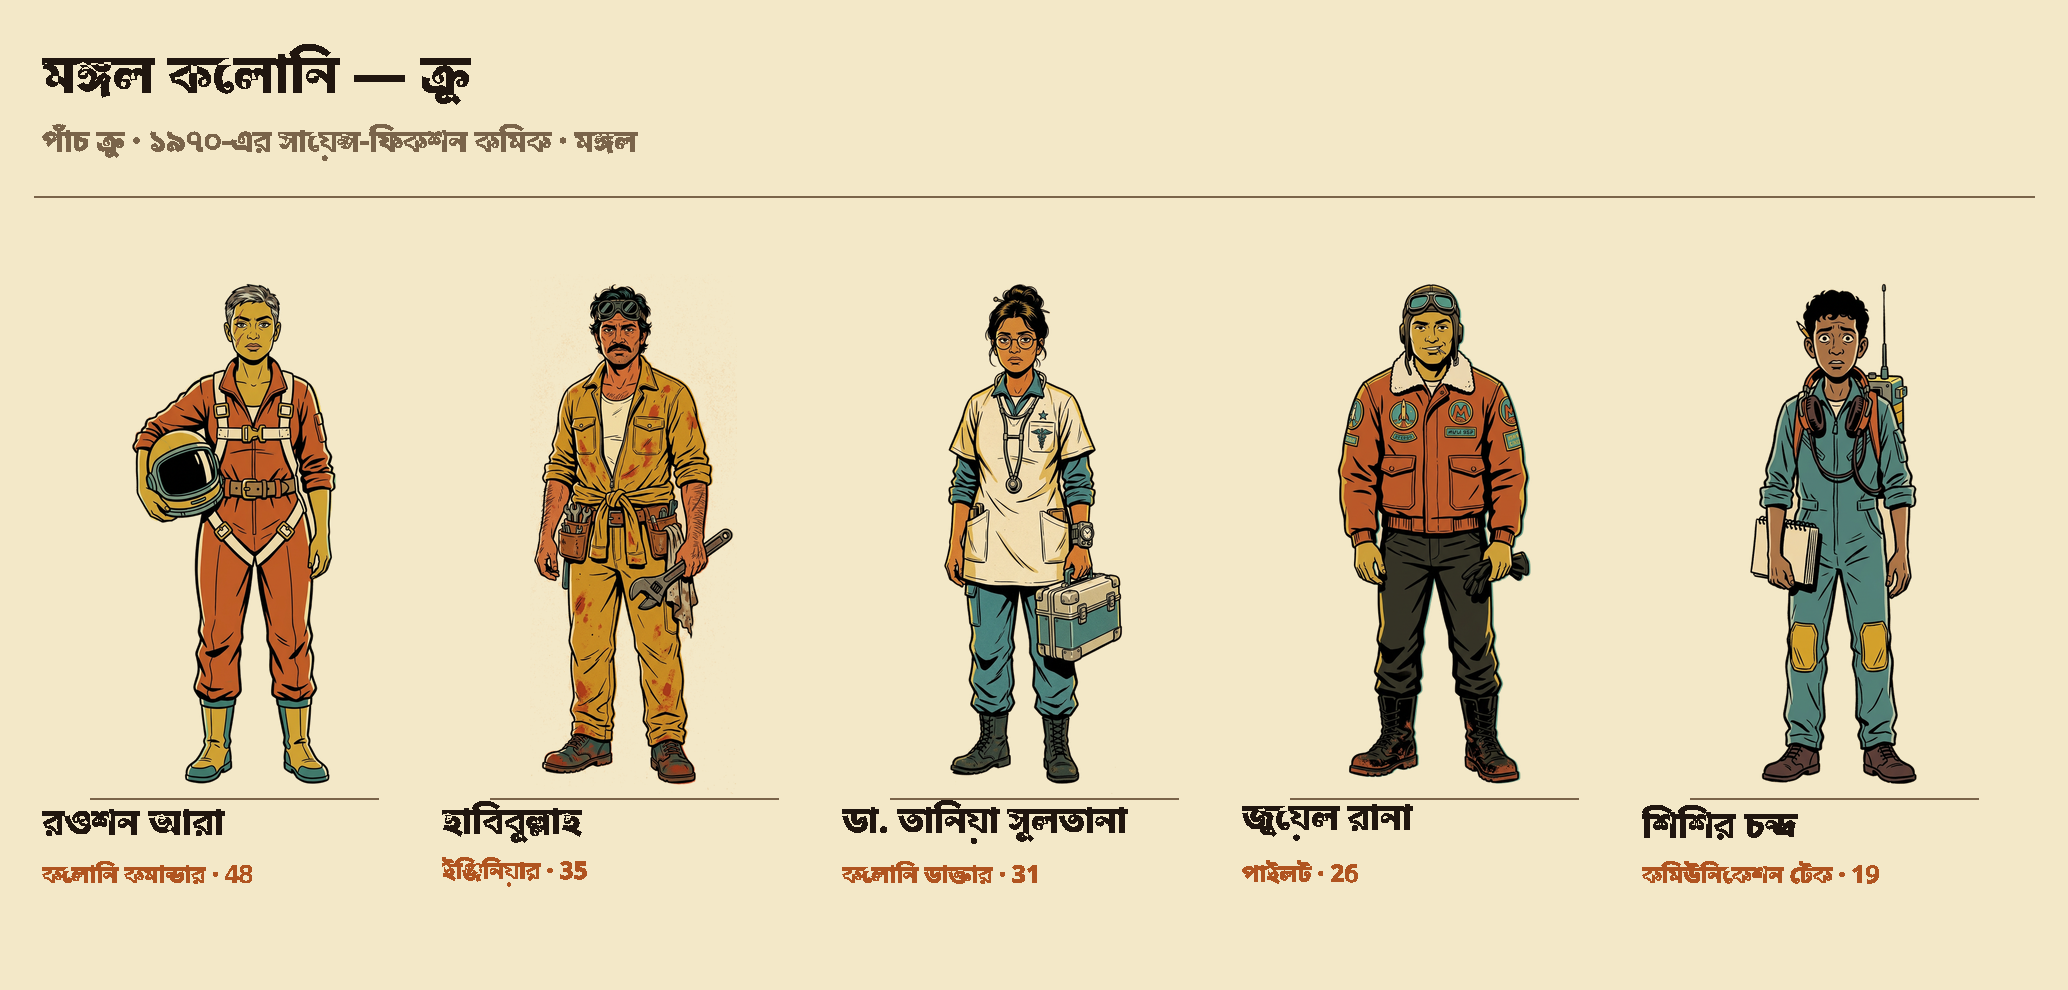 মঙ্গল কলোনি — ক্রু
পাঁচ ক্রু · ১৯৭০-এর সায়েন্স-ফিকশন কমিক · মঙ্গল
রওশন আরা
কলোনি কমান্ডার · 48
হাবিবুল্লাহ
ইঞ্জিনিয়ার · 35
ডা. তানিয়া সুলতানা
কলোনি ডাক্তার · 31
জুয়েল রানা
পাইলট · 26
শিশির চন্দ্র
কমিউনিকেশন টেক · 19